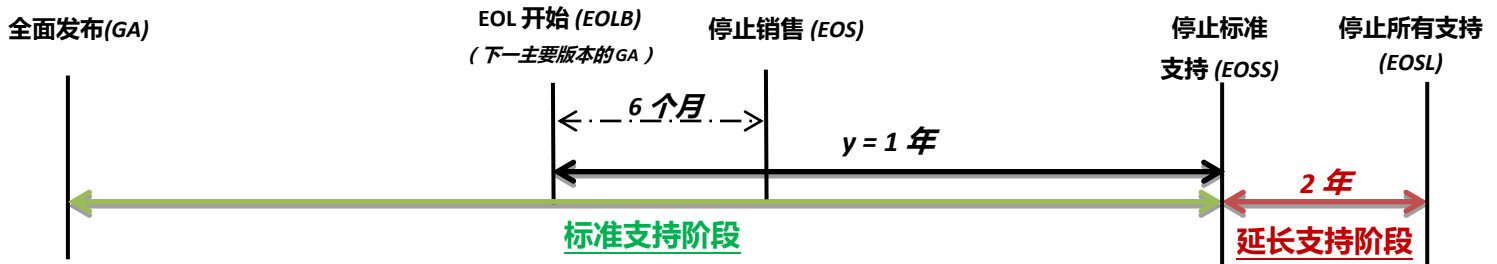 全面发布(GA)
EOL 开始 (EOLB)
（下一主要版本的 GA ）
停止销售 (EOS)
停止标准
支持 (EOSS)
停止所有支持
(EOSL)
6 个月
y = 1 年
2 年
标准支持阶段
延长支持阶段